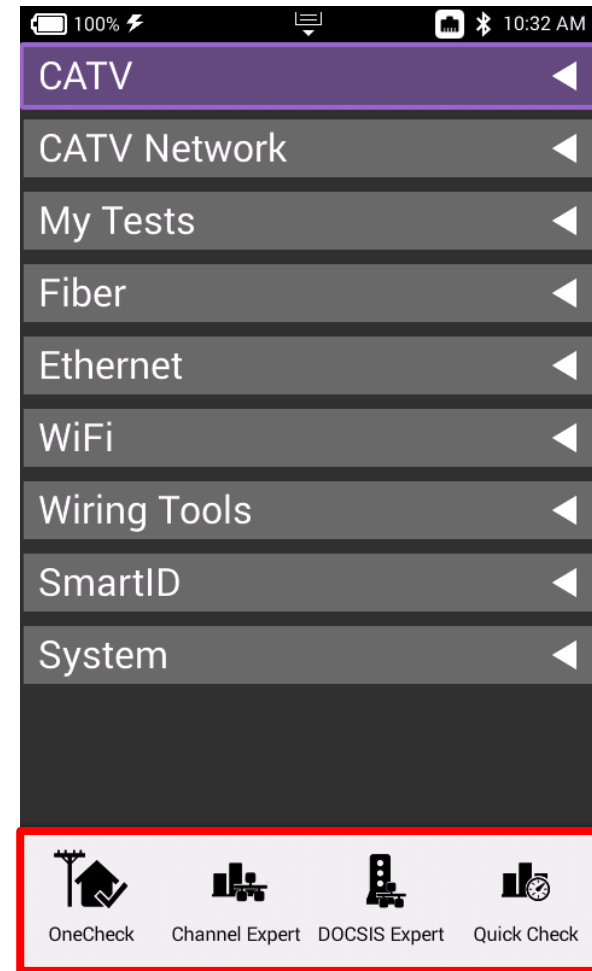 100% 10:32 AM
CATV
CATV Network
My Tests
Fiber
Ethernet
WiFi
Wiring Tools
SmartID
System
OneCheck Channel Expert DOCSIS Expert Quick Check